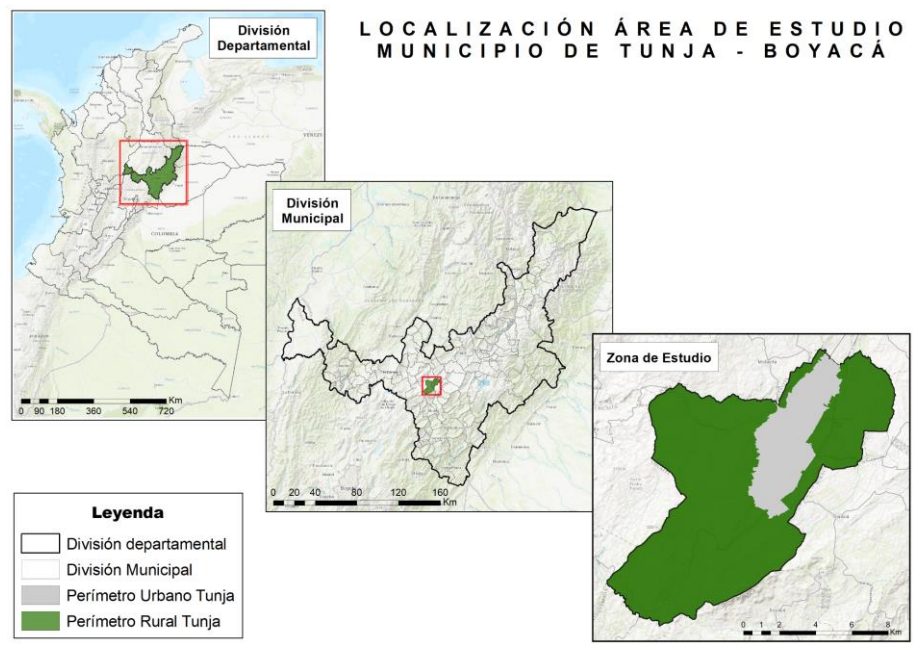 LOCALIZACIÓN ÁREA DE ESTUDIO
MUNICIPIO DE TUNJA - BOYACÁ
División
Departamental
COLOMBIA
Km
0 90 180 360 540 720
División
Municipal
0 20 40 80 120 160
Km
Zona de Estudio
0 1 2 4 6 8
Km
Leyenda
División departamental
División Municipal
Perímetro Urbano Tunja
Perímetro Rural Tunja